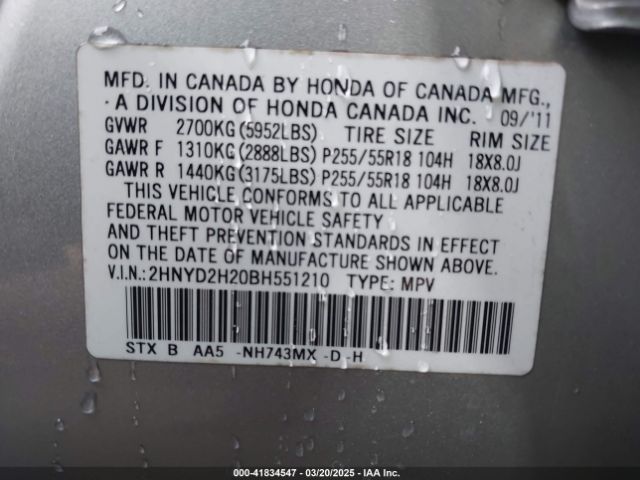 MFD. IN CANADA BY HONDA OF CANADA MFG.,
- A DIVISION OF HONDA CANADA INC. 09/'11
GVWR 2700KG(5952LBS) TIRE SIZE RIM SIZE
GAWR F 1310KG(2888LBS) P255/55R18 104H 18X8.0J
GAWR R 1440KG(3175LBS) P255/55R18 104H 18X8.0J
THIS VEHICLE CONFORMS TO ALL APPLICABLE
FEDERAL MOTOR VEHICLE SAFETY
AND THEFT PREVENTION STANDARDS IN EFFECT
ON THE DATE OF MANUFACTURE SHOWN ABOVE.
V.I.N.:2HNYD2H20BH551210 TYPE: MPV
STX B AA5 -NH743MX -D -H
000-41834547 — 03/20/2025 — IAA Inc.